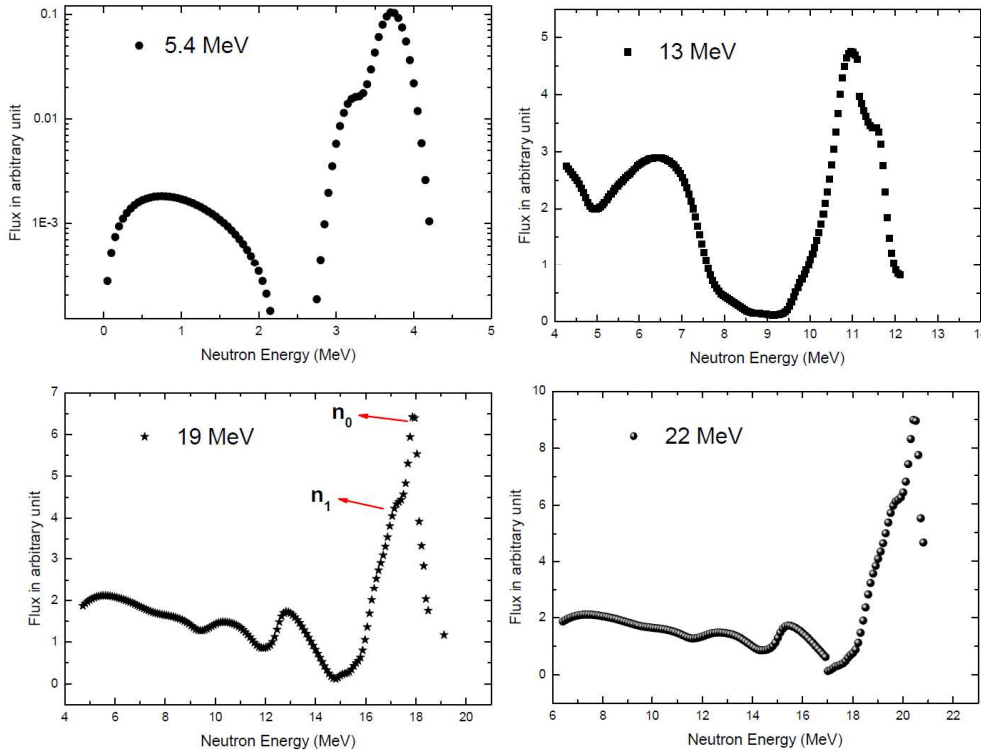 Flux in arbitrary unit
0.1
0.01
1E-3
5.4 MeV
0 1 2 3 4 5
Neutron Energy (MeV)
Flux in arbitrary unit
5
4
3
2
1
0
13 MeV
4 5 6 7 8 9 10 11 12 13 14
Neutron Energy (MeV)
Flux in arbitrary unit
7
6
5
4
3
2
1
0
19 MeV
n0
n1
4 6 8 10 12 14 16 18 20
Neutron Energy (MeV)
Flux in arbitrary unit
10
8
6
4
2
0
22 MeV
6 8 10 12 14 16 18 20 22
Neutron Energy (MeV)